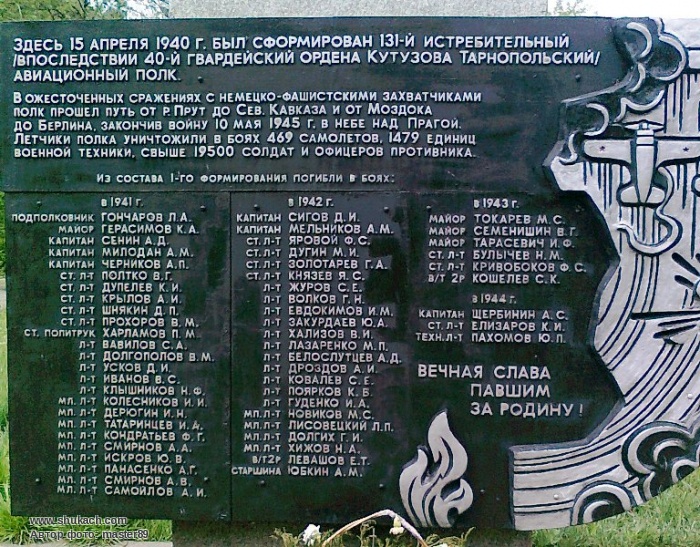 Здесь 15 апреля 1940 г. был сформирован 131-й истребительный
/впоследствии 40-й гвардейский ордена Кутузова Тарнопольский/
авиационный полк.
В ожесточенных сражениях с немецко-фашистскими захватчиками
полк прошел путь от р. Прут до Сев. Кавказа и от Моздока
до Берлина, закончив войну 10 мая 1945 г. в небе над Прагой.
Летчики полка уничтожили в боях 469 самолетов, 1479 единиц
военной техники, свыше 19500 солдат и офицеров противника.
Из состава 1-го формирования погибли в боях:
в 1941 г.
подполковник Гончаров Л.А.
майор Герасимов К.А.
капитан Сенин А.Д.
капитан Милодан А.М.
капитан Черников А.П.
ст. л-т Полтко В.Г.
ст. л-т Дупелев К.И.
ст. л-т Крылов А.И.
ст. л-т Шнякин Д.П.
ст. л-т Прохоров В.М.
ст. политрук Харламов П.М.
л-т Вавилов С.А.
л-т Долгополов В.М.
л-т Усков Д.И.
л-т Иванов В.С.
л-т Клышников Н.Ф.
мл. л-т Колесников И.И.
мл. л-т Дерюгин И.Н.
мл. л-т Татаринцев И.А.
мл. л-т Кондратьев Ф.Г.
мл. л-т Смирнов А.А.
мл. л-т Искров Ю.В.
мл. л-т Панасенко А.Г.
мл. л-т Смирнов А.В.
мл. л-т Самойлов А.И.
в 1942 г.
капитан Сигов Д.И.
капитан Мельников А.М.
ст. л-т Яровой Ф.С.
ст. л-т Дугин М.И.
ст. л-т Золотарев Г.А.
ст. л-т Князев Я.С.
л-т Журов С.Е.
л-т Волков Г.Н.
л-т Евдокимов И.М.
л-т Закурдаев Ю.А.
л-т Хализов В.И.
л-т Лазаренко М.П.
л-т Белослутцев А.Д.
л-т Дроздов А.И.
л-т Ковалев С.Е.
л-т Поярков К.Б.
л-т Гуденко И.А.
мл. л-т Новиков М.С.
мл. л-т Лисовецкий Л.П.
мл. л-т Долгих Г.И.
мл. л-т Хижов Н.А.
в/т 2р Левашов Е.Т.
старшина Юбкин А.М.
в 1943 г.
майор Токарев М.С.
майор Семенишин В.Г.
майор Тарасевич И.Ф.
ст. л-т Булычев Н.М.
ст. л-т Кривобоков Ф.С.
в/т 2р Кошелев С.К.
в 1944 г.
капитан Щербинин А.С.
ст. л-т Елизаров К.И.
техн. л-т Пахомов Ю.П.
Вечная слава
павшим
за Родину!
www.shukach.com
Автор фото: master69